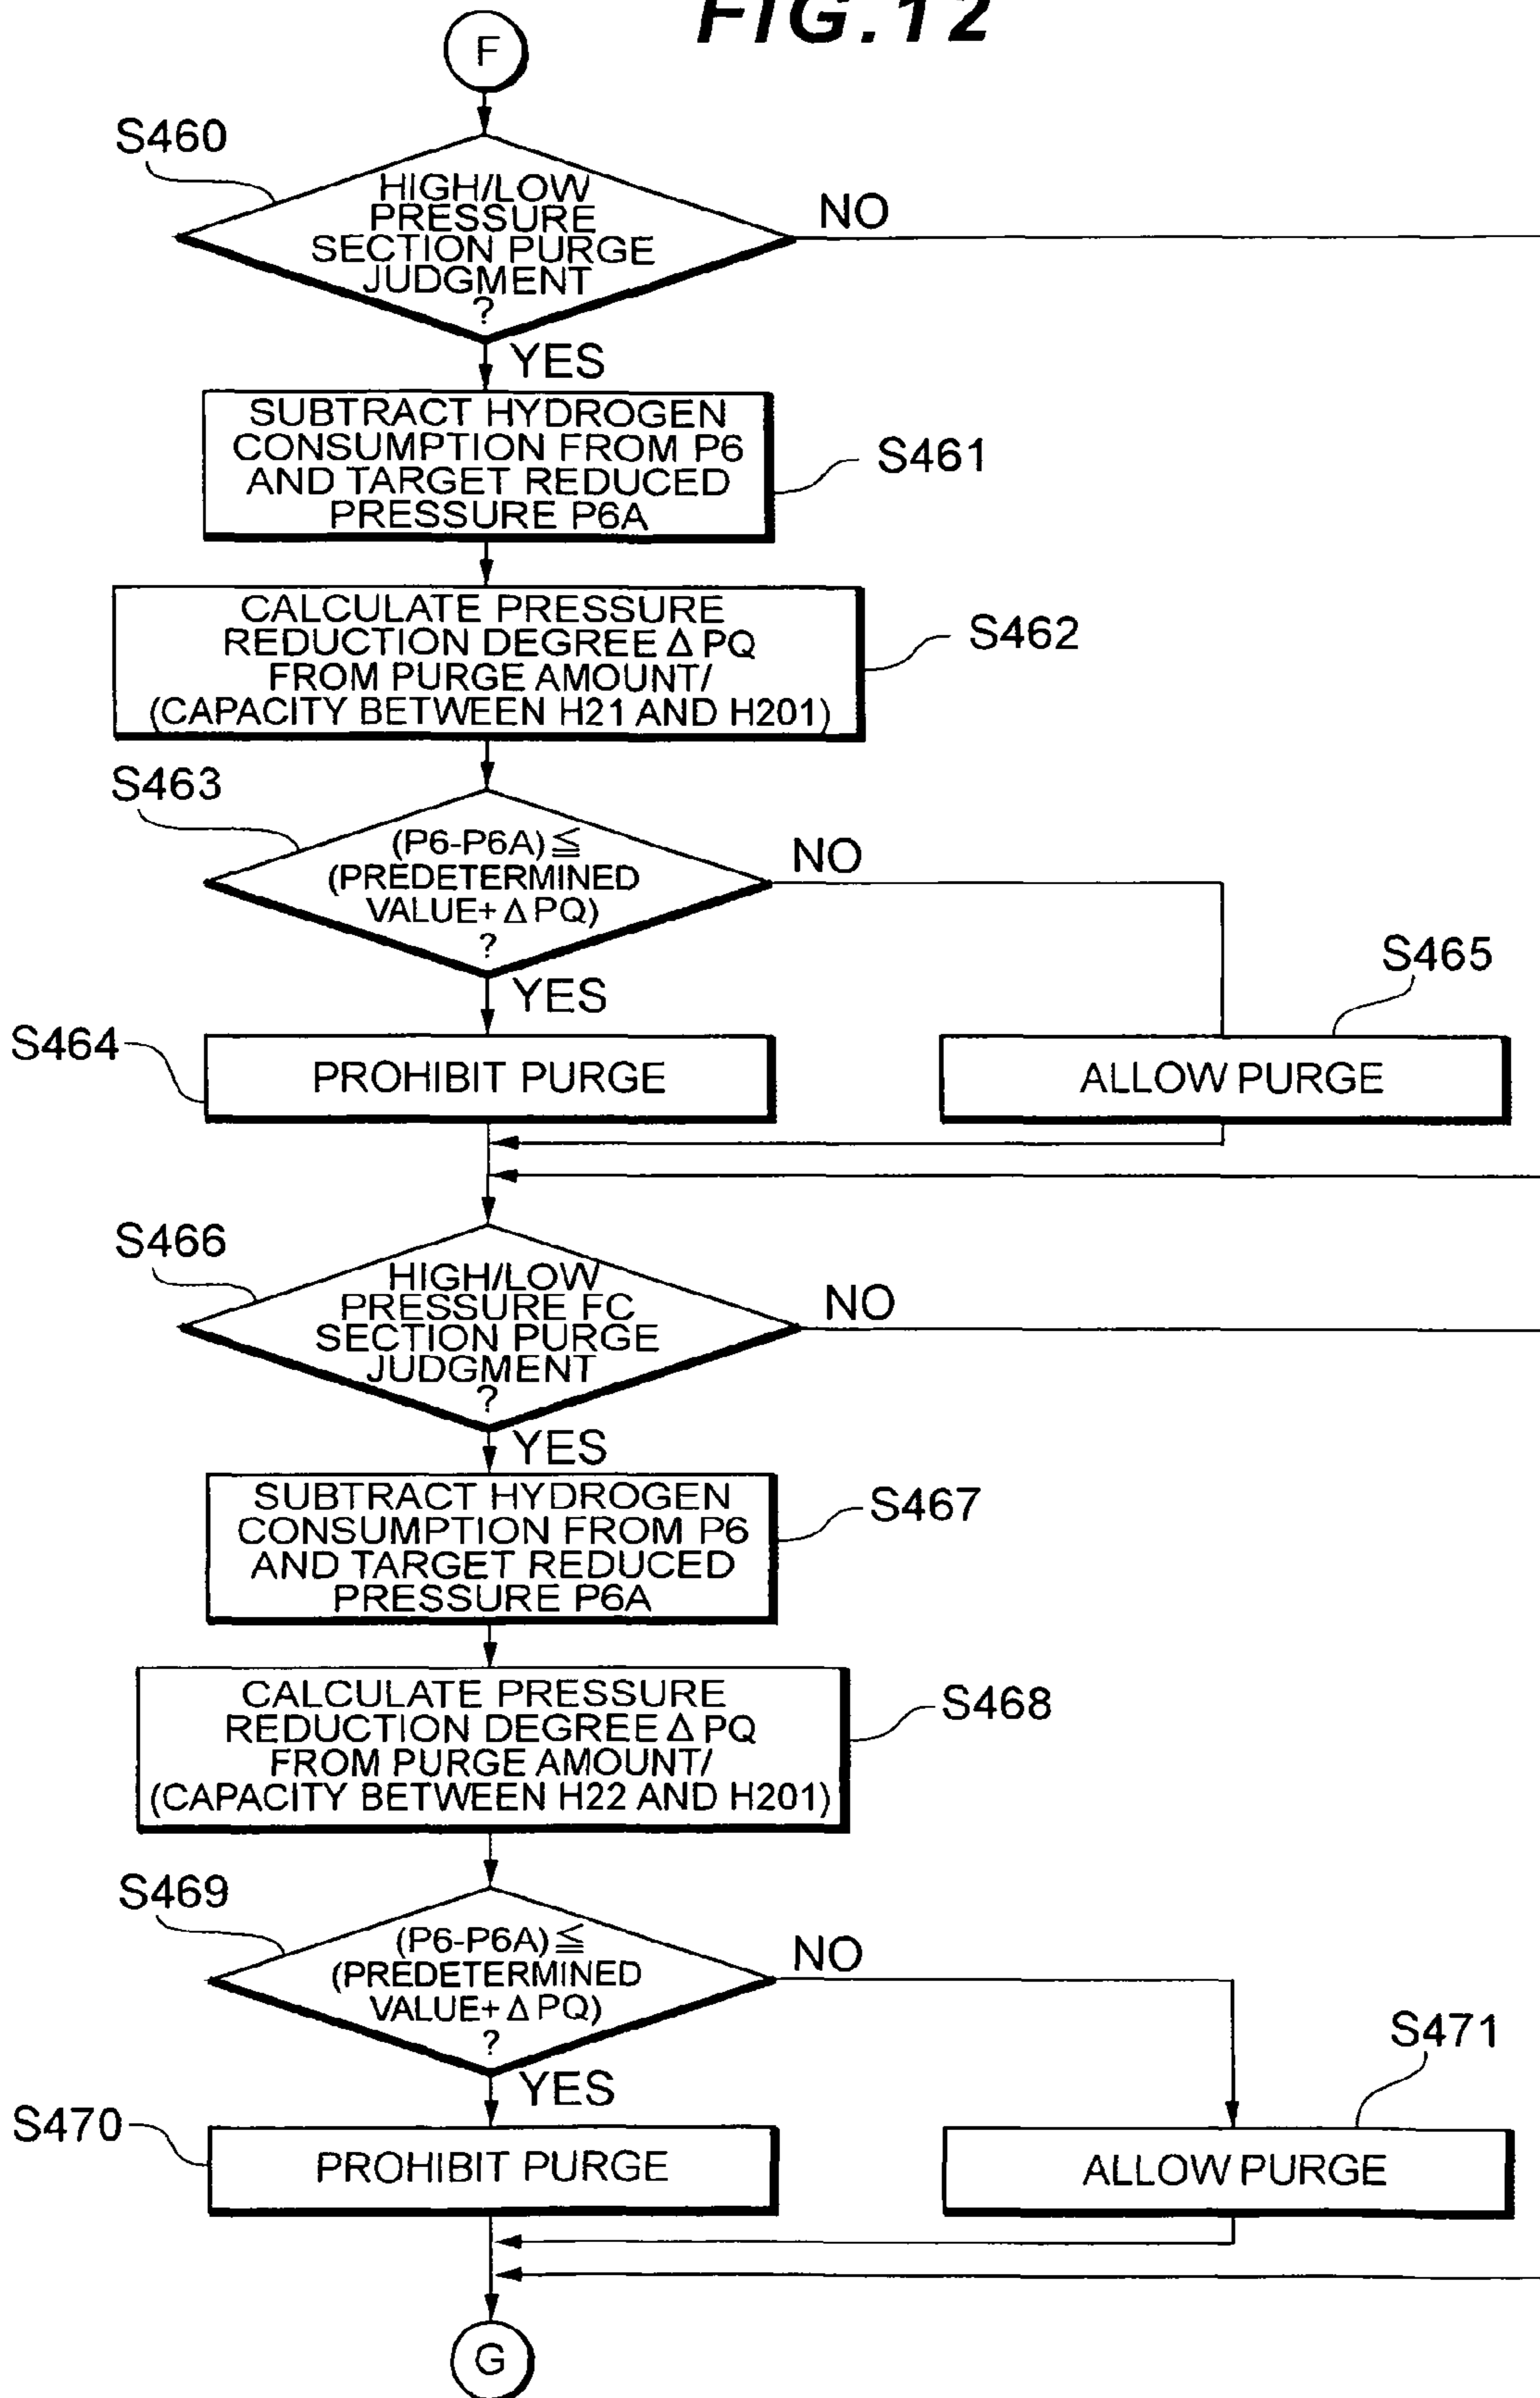 FIG.12
F
S460
HIGH/LOW
PRESSURE
SECTION PURGE
JUDGMENT
?
NO
YES
SUBTRACT HYDROGEN
CONSUMPTION FROM P6
AND TARGET REDUCED
PRESSURE P6A
S461
CALCULATE PRESSURE
REDUCTION DEGREE Δ PQ
FROM PURGE AMOUNT/
(CAPACITY BETWEEN H21 AND H201)
S462
S463
(P6-P6A) ≦
(PREDETERMINED
VALUE+ Δ PQ)
?
NO
YES
S465
S464
PROHIBIT PURGE
ALLOW PURGE
S466
HIGH/LOW
PRESSURE FC
SECTION PURGE
JUDGMENT
?
NO
YES
SUBTRACT HYDROGEN
CONSUMPTION FROM P6
AND TARGET REDUCED
PRESSURE P6A
S467
CALCULATE PRESSURE
REDUCTION DEGREE Δ PQ
FROM PURGE AMOUNT/
(CAPACITY BETWEEN H22 AND H201)
S468
S469
(P6-P6A) ≦
(PREDETERMINED
VALUE+ Δ PQ)
?
NO
YES
S471
S470
PROHIBIT PURGE
ALLOW PURGE
G